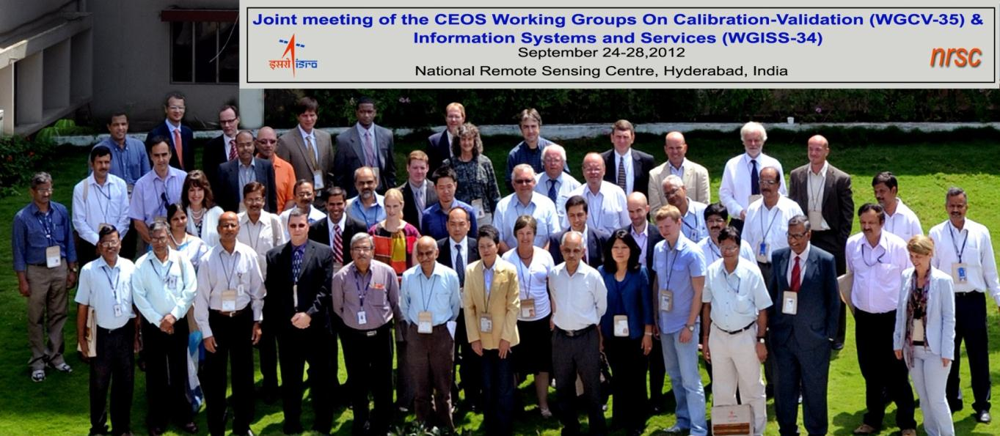 Joint meeting of the CEOS Working Groups On Calibration-Validation (WGCV-35) &
Information Systems and Services (WGISS-34)
September 24-28,2012
National Remote Sensing Centre, Hyderabad, India
इसरो isro
nrsc